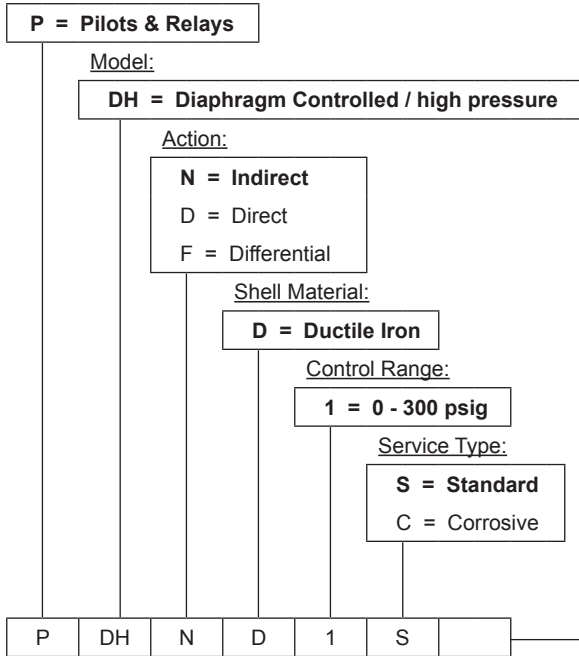 P = Pilots & Relays
Model:
DH = Diaphragm Controlled / high pressure
Action:
N = Indirect
D = Direct
F = Differential
Shell Material:
D = Ductile Iron
Control Range:
1 = 0 - 300 psig
Service Type:
S = Standard
C = Corrosive
P DH N D 1 S